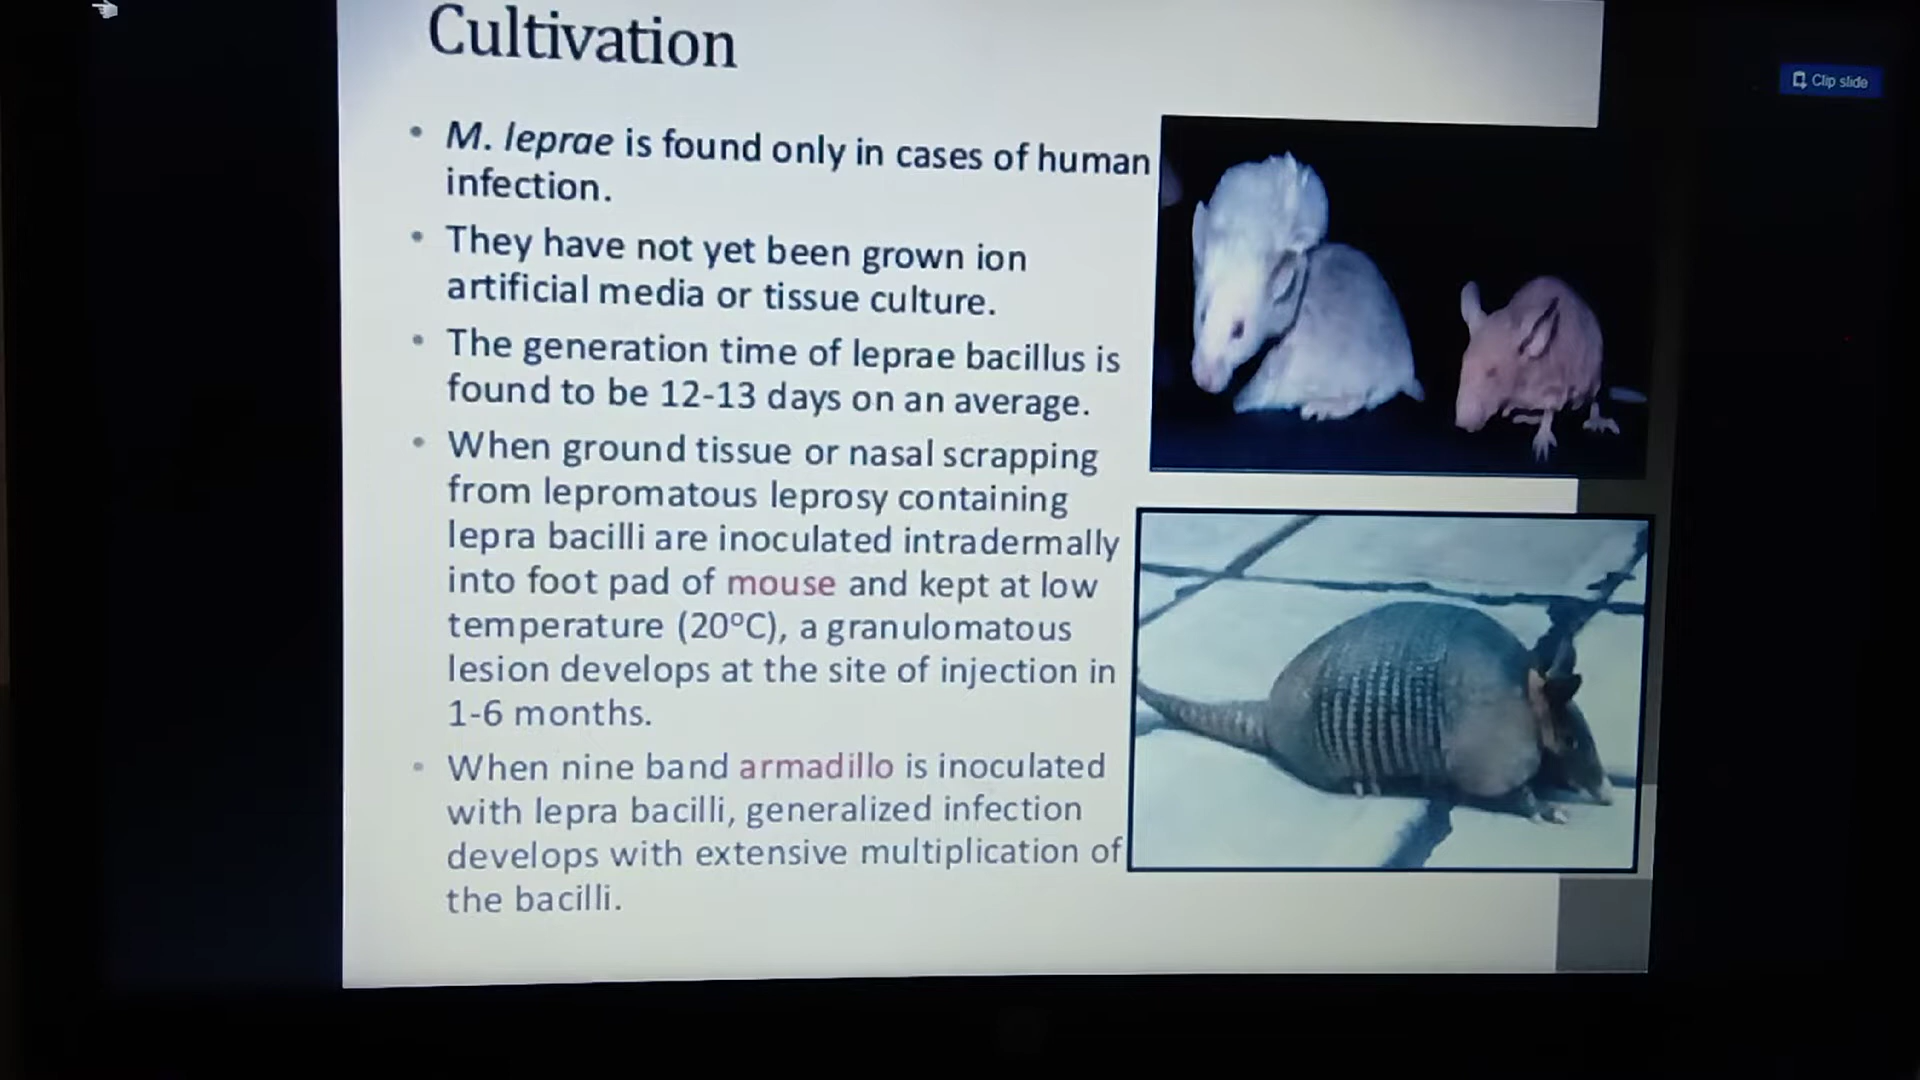 Cultivation
Clip slide
• M. leprae is found only in cases of human
infection.
• They have not yet been grown ion
artificial media or tissue culture.
• The generation time of leprae bacillus is
found to be 12-13 days on an average.
• When ground tissue or nasal scrapping
from lepromatous leprosy containing
lepra bacilli are inoculated intradermally
into foot pad of mouse and kept at low
temperature (20ºC), a granulomatous
lesion develops at the site of injection in
1-6 months.
• When nine band armadillo is inoculated
with lepra bacilli, generalized infection
develops with extensive multiplication of
the bacilli.